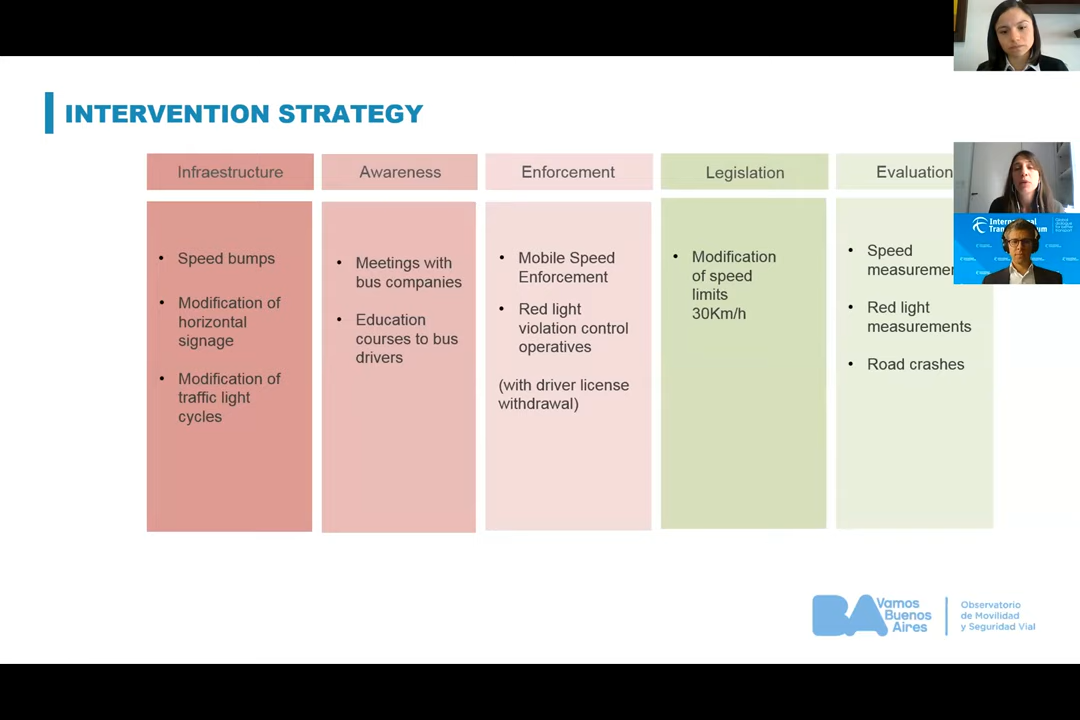 INTERVENTION STRATEGY
Infraestructure
Awareness
Enforcement
Legislation
Evaluation
• Speed bumps
• Modification of
horizontal
signage
• Modification of
traffic light
cycles
• Meetings with
bus companies
• Education
courses to bus
drivers
• Mobile Speed
Enforcement
• Red light
violation control
operatives
(with driver license
withdrawal)
• Modification
of speed
limits
30Km/h
• Speed
• Red light
measurements
• Road crashes
BA
Vamos
Buenos
Aires
Observatorio
de Movilidad
y Seguridad Vial